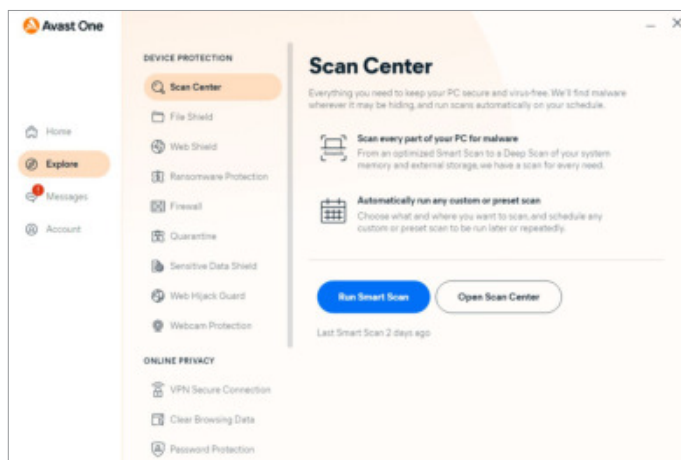 Avast One
Home
Explore
Messages
Account
DEVICE PROTECTION
Scan Center
File Shield
Web Shield
Ransomware Protection
Firewall
Quarantine
Sensitive Data Shield
Web Hijack Guard
Webcam Protection
ONLINE PRIVACY
VPN Secure Connection
Clear Browsing Data
Password Protection
Scan Center
Everything you need to keep your PC secure and virus-free. We'll find malware
wherever it may be hiding, and run scans automatically on your schedule.
Scan every part of your PC for malware
From an optimized Smart Scan to a Deep Scan of your system
memory and external storage, we have a scan for every need.
Automatically run any custom or preset scan
Choose what and where you want to scan, and schedule any
custom or preset scan to be run later or repeatedly.
Run Smart Scan
Open Scan Center
Last Smart Scan 2 days ago